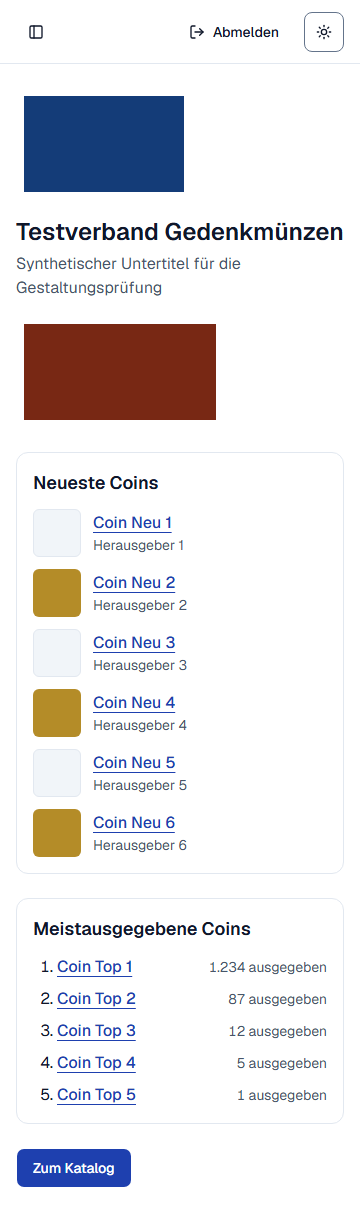 Abmelden
Testverband Gedenkmünzen
Synthetischer Untertitel für die
Gestaltungsprüfung
Neueste Coins
Coin Neu 1
Herausgeber 1
Coin Neu 2
Herausgeber 2
Coin Neu 3
Herausgeber 3
Coin Neu 4
Herausgeber 4
Coin Neu 5
Herausgeber 5
Coin Neu 6
Herausgeber 6
Meistausgegebene Coins
1. Coin Top 1 1.234 ausgegeben
2. Coin Top 2 87 ausgegeben
3. Coin Top 3 12 ausgegeben
4. Coin Top 4 5 ausgegeben
5. Coin Top 5 1 ausgegeben
Zum Katalog